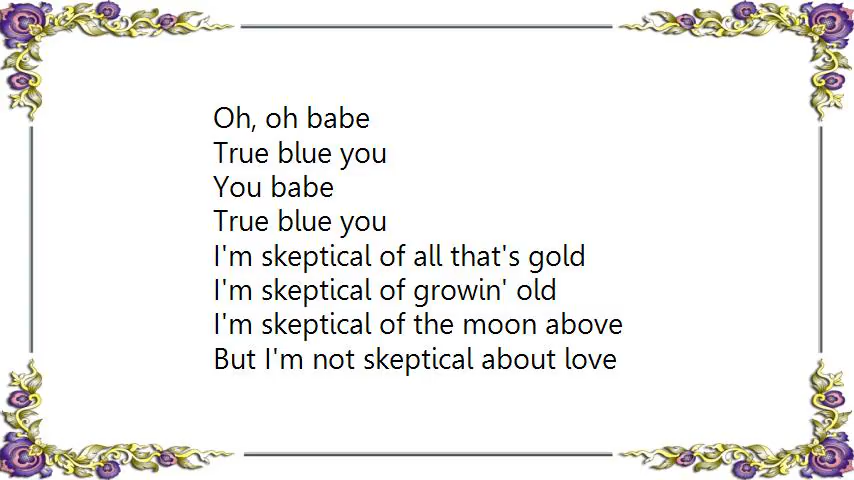 Oh, oh babe
True blue you
You babe
True blue you
I'm skeptical of all that's gold
I'm skeptical of growin' old
I'm skeptical of the moon above
But I'm not skeptical about love